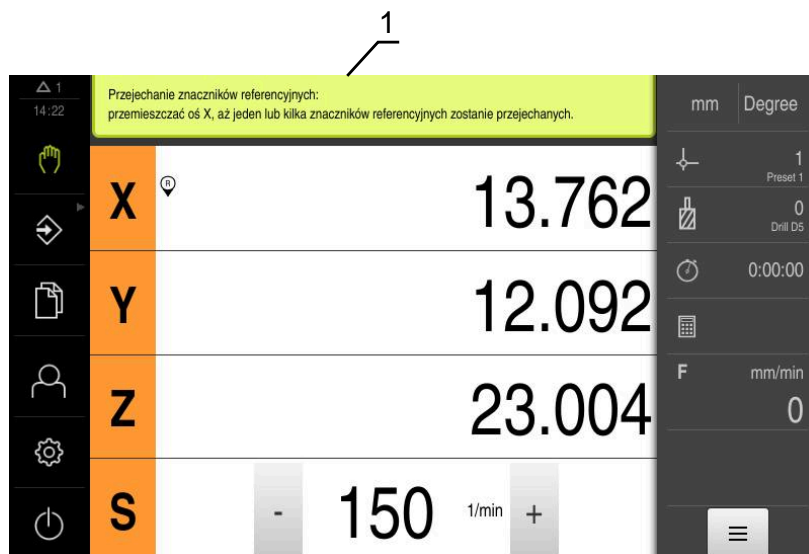 1
1
14:22
Przejechanie znaczników referencyjnych:
przemieszczać oś X, aż jeden lub kilka znaczników referencyjnych zostanie przejechanych.
mm Degree
X R 13.762
1
Preset 1
0
Drill D5
Y 12.092
0:00:00
Z 23.004
F mm/min
0
S - 150 1/min +